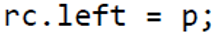 rc.left = p;